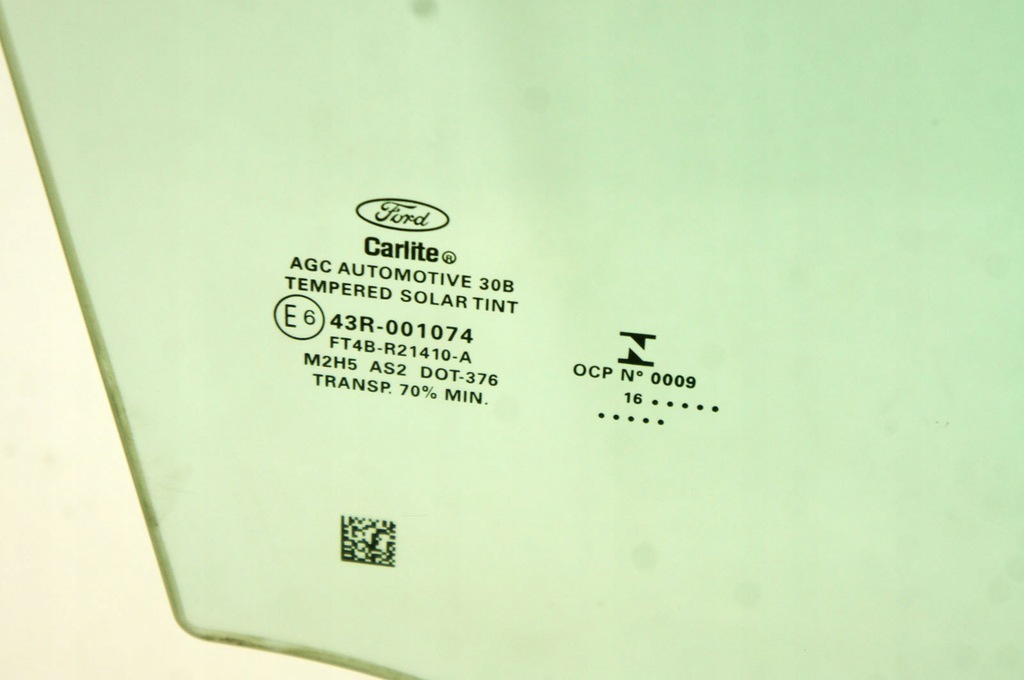 Ford
Carlite®
AGC AUTOMOTIVE 30B
TEMPERED SOLAR TINT
E6 43R-001074
FT4B-R21410-A
M2H5 AS2 DOT-376
TRANSP. 70% MIN.
OCP N° 0009
16 • • • • •
• • • • •